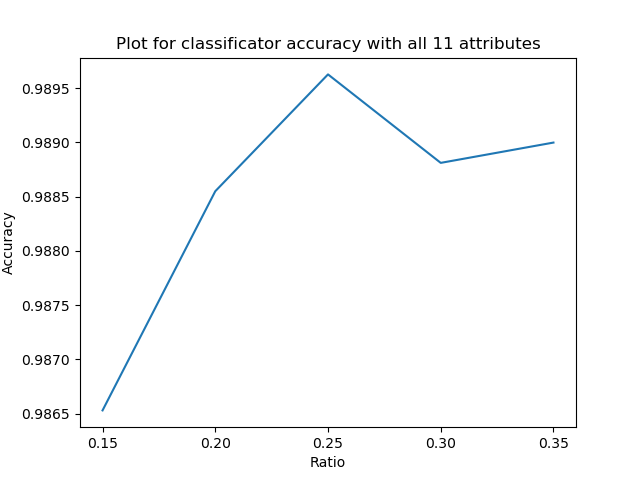 Plot for classificator accuracy with all 11 attributes
0.9895
0.9890
0.9885
0.9880
0.9875
0.9870
0.9865
Accuracy
0.15 0.20 0.25 0.30 0.35
Ratio